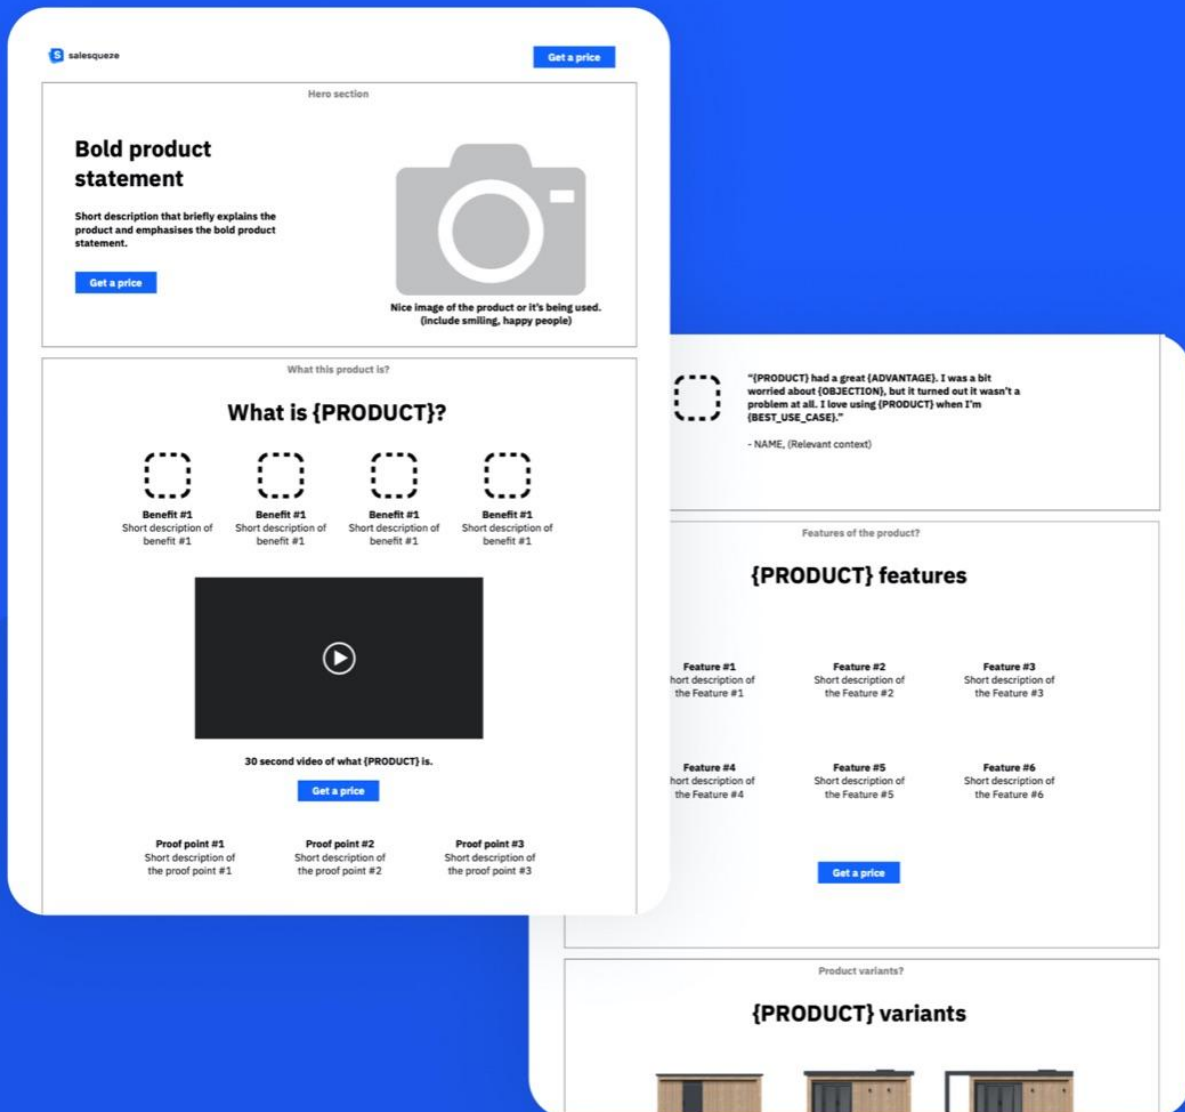 salesqueze
Get a price
Hero section
Bold product
statement
Short description that briefly explains the
product and emphasises the bold product
statement.
Get a price
Nice image of the product or it's being used.
(include smiling, happy people)
What this product is?
What is {PRODUCT}?
Benefit #1
Short description of
benefit #1
Benefit #1
Short description of
benefit #1
Benefit #1
Short description of
benefit #1
Benefit #1
Short description of
benefit #1
30 second video of what {PRODUCT} is.
Get a price
Proof point #1
Short description of
the proof point #1
Proof point #2
Short description of
the proof point #2
Proof point #3
Short description of
the proof point #3
"{PRODUCT} had a great {ADVANTAGE}. I was a bit
worried about {OBJECTION}, but it turned out it wasn't a
problem at all. I love using {PRODUCT} when I'm
{BEST_USE_CASE}."
- NAME, (Relevant context)
Features of the product?
{PRODUCT} features
Feature #1
hort description of
the Feature #1
Feature #2
Short description of
the Feature #2
Feature #3
Short description of
the Feature #3
Feature #4
hort description of
the Feature #4
Feature #5
Short description of
the Feature #5
Feature #6
Short description of
the Feature #6
Get a price
Product variants?
{PRODUCT} variants